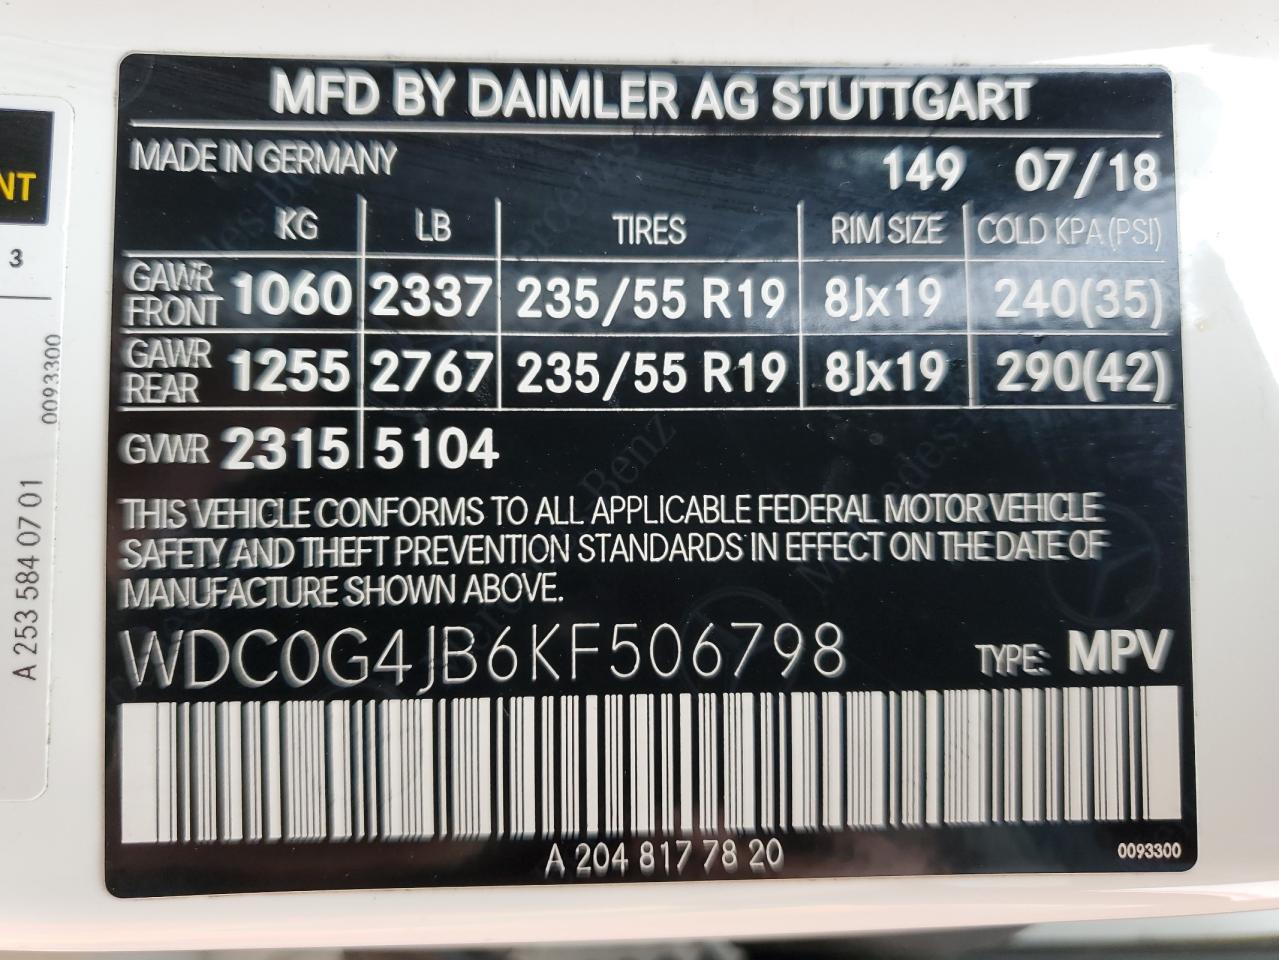 MFD BY DAIMLER AG STUTTGART
MADE IN GERMANY 149 07/18
KG LB TIRES RIM SIZE COLD KPA (PSI)
GAWR FRONT 1060 2337 235/55 R19 8Jx19 240(35)
GAWR REAR 1255 2767 235/55 R19 8Jx19 290(42)
GVWR 2315 5104
THIS VEHICLE CONFORMS TO ALL APPLICABLE FEDERAL MOTOR VEHICLE
SAFETY AND THEFT PREVENTION STANDARDS IN EFFECT ON THE DATE OF
MANUFACTURE SHOWN ABOVE.
WDC0G4JB6KF506798 TYPE: MPV
A 204 817 78 20 0093300
NT
3
0093300
A 253 584 07 01